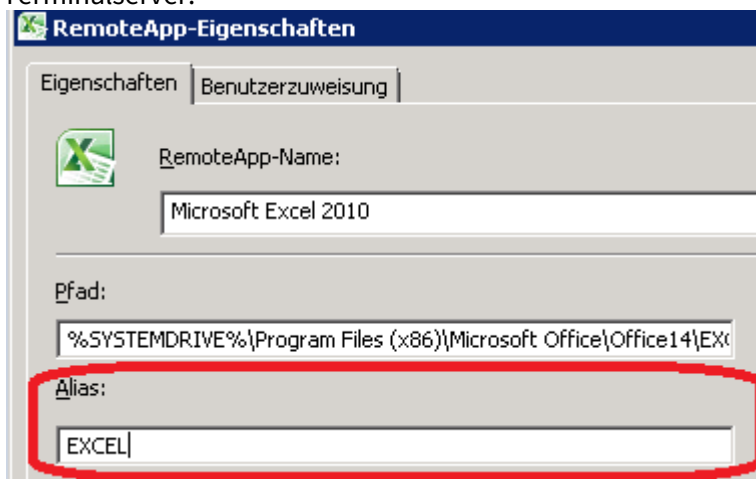 Terminalserver.
RemoteApp-Eigenschaften
Eigenschaften Benutzerzuweisung
RemoteApp-Name:
Microsoft Excel 2010
Pfad:
%SYSTEMDRIVE%\Program Files (x86)\Microsoft Office\Office14\EX
Alias:
EXCEL